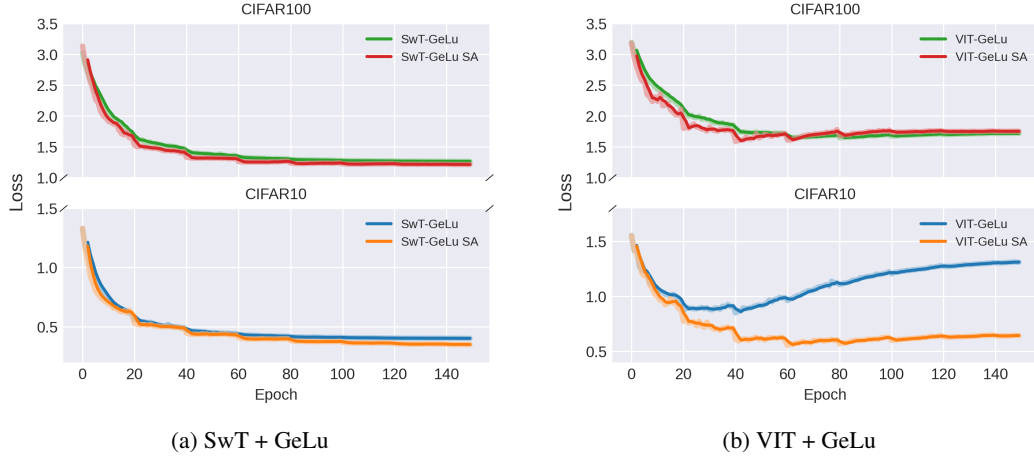 CIFAR100
3.5
3.0
2.5
2.0
1.5
1.0
SwT-GeLu
SwT-GeLu SA
Loss
CIFAR10
1.5
1.0
0.5
SwT-GeLu
SwT-GeLu SA
0 20 40 60 80 100 120 140
Epoch
(a) SwT + GeLu
CIFAR100
3.5
3.0
2.5
2.0
1.5
1.0
VIT-GeLu
VIT-GeLu SA
Loss
CIFAR10
1.5
1.0
0.5
VIT-GeLu
VIT-GeLu SA
0 20 40 60 80 100 120 140
Epoch
(b) VIT + GeLu